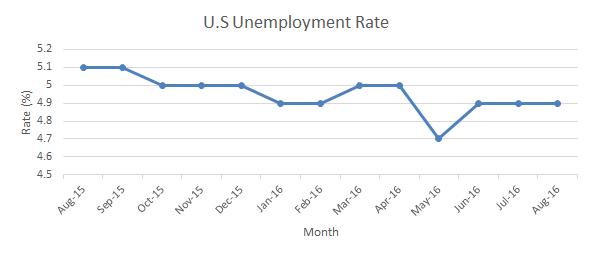 U.S Unemployment Rate
5.2
5.1
5
4.9
4.8
4.7
4.6
4.5
Rate (%)
Aug-15 Sep-15 Oct-15 Nov-15 Dec-15 Jan-16 Feb-16 Mar-16 Apr-16 May-16 Jun-16 Jul-16 Aug-16
Month